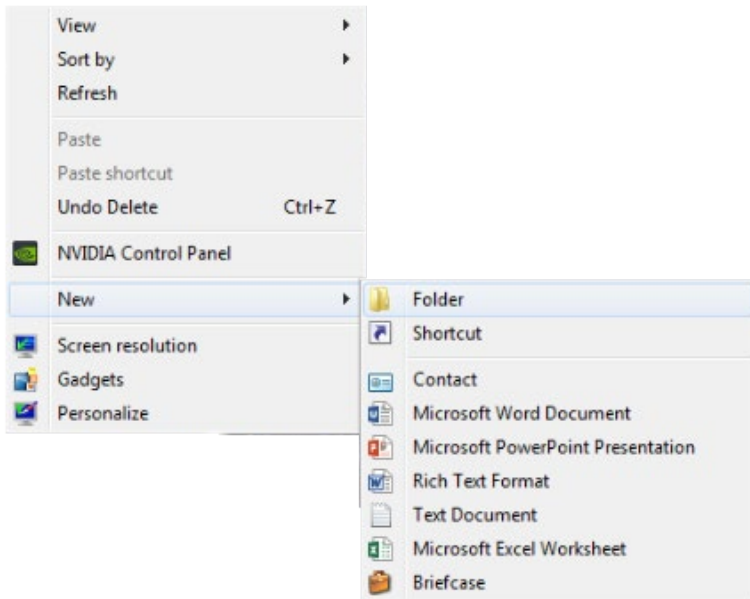 View
Sort by
Refresh
Paste
Paste shortcut
Undo Delete Ctrl+Z
NVIDIA Control Panel
New
Screen resolution
Gadgets
Personalize
Folder
Shortcut
Contact
Microsoft Word Document
Microsoft PowerPoint Presentation
Rich Text Format
Text Document
Microsoft Excel Worksheet
Briefcase